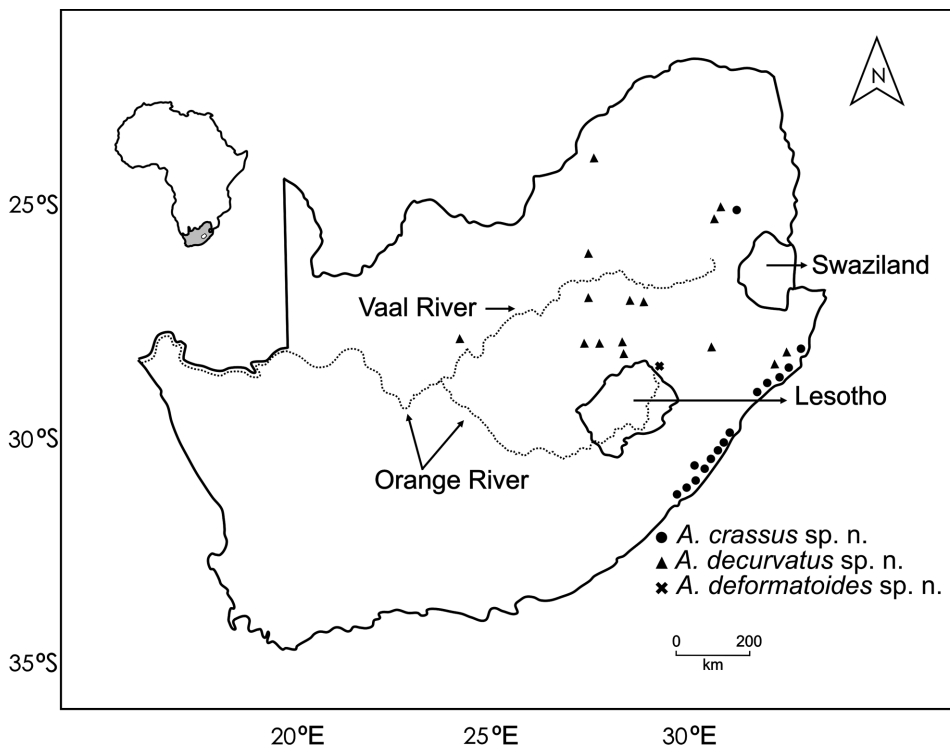 N
25ºS
Swaziland
Vaal River
Lesotho
30ºS
Orange River
A. crassus sp. n.
A. decurvatus sp. n.
A. deformatoides sp. n.
0 200
km
35ºS
20ºE 25ºE 30ºE